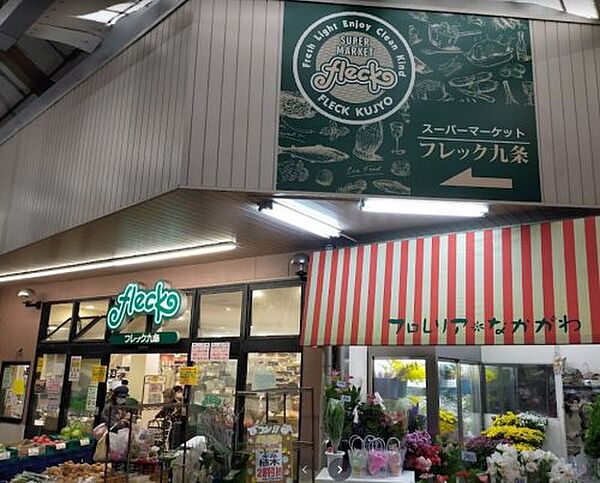 Fresh Light Enjoy Clean Kind
SUPER
MARKET
fleck
FLECK KUJYO
スーパーマーケット
フレック九条
fleck
フレック九条
フロレリア*なかがわ